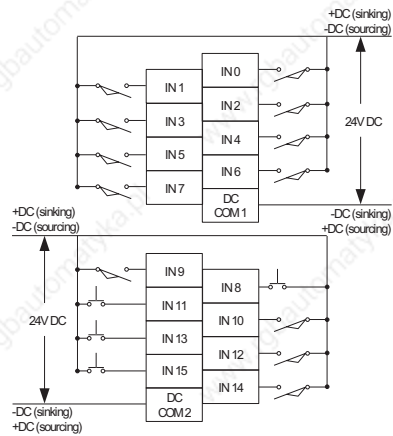 +DC (sinking)
-DC (sourcing)
IN 0
IN 1
IN 2
IN 3
IN 4
IN 5
IN 6
IN 7
DC
COM 1
24V DC
-DC (sinking)
+DC (sourcing)
+DC (sinking)
-DC (sourcing)
IN 9
IN 8
IN 11
IN 10
IN 13
IN 12
IN 15
IN 14
DC
COM 2
24V DC
-DC (sinking)
+DC (sourcing)